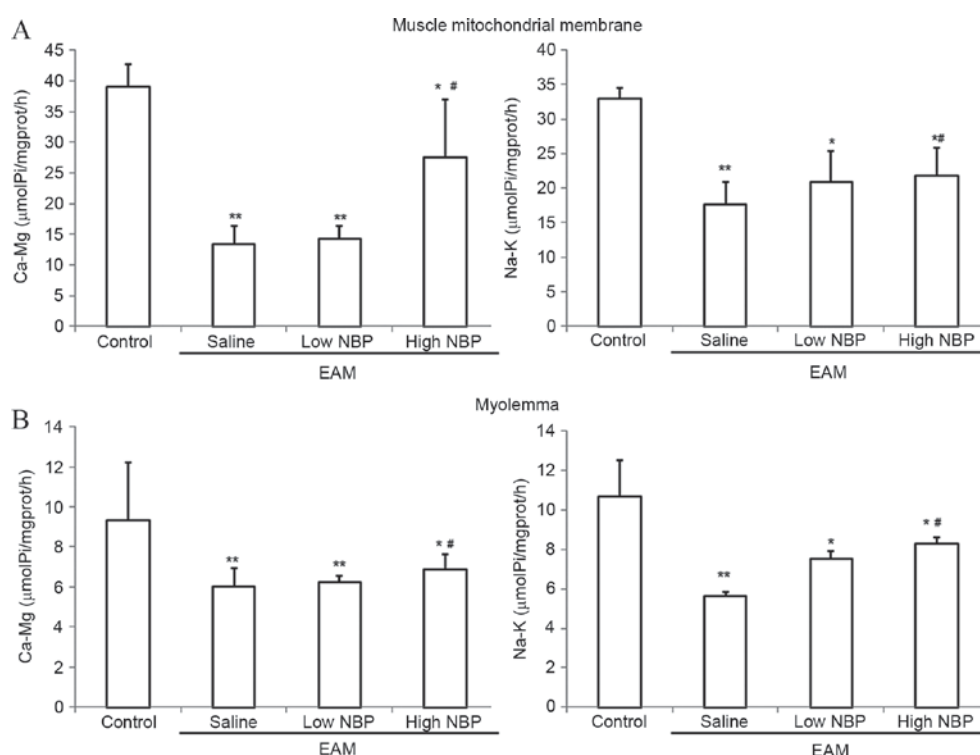 A
Muscle mitochondrial membrane
Ca-Mg (μmolPi/mgprot/h)
45
40
35
30
25
20
15
10
5
0
** ** * #
Control Saline Low NBP High NBP
EAM
Na-K (μmolPi/mgprot/h)
40
35
30
25
20
15
10
5
0
** * *#
Control Saline Low NBP High NBP
EAM
B
Myolemma
Ca-Mg (μmolPi/mgprot/h)
14
12
10
8
6
4
2
0
** ** * #
Control Saline Low NBP High NBP
EAM
Na-K (μmolPi/mgprot/h)
14
12
10
8
6
4
2
0
** * * #
Control Saline Low NBP High NBP
EAM